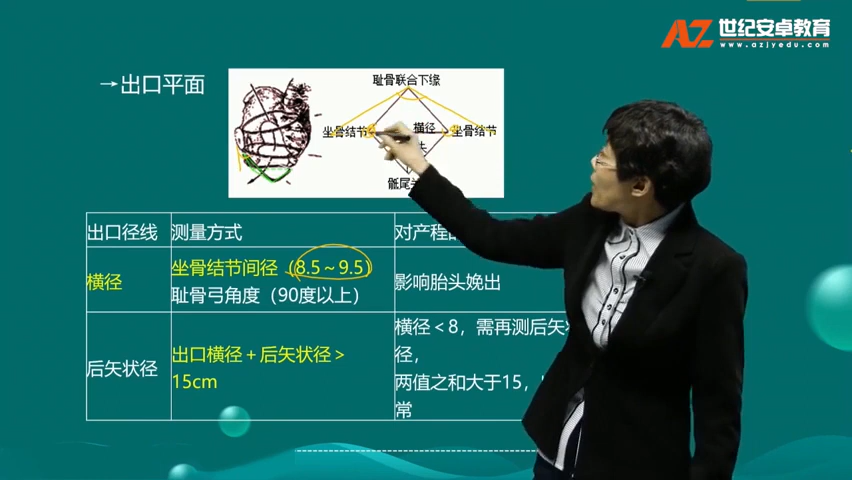 世纪安卓教育
www.azjyedu.com
→出口平面
耻骨联合下缘
坐骨结节
横径
坐骨结节
骶尾
出口径线
测量方式
对产程
横径
坐骨结节间径（8.5～9.5）
耻骨弓角度（90度以上）
影响胎头娩出
后矢状径
出口横径＋后矢状径＞
15cm
横径＜8，需再测后矢状
径，
两值之和大于15，
常